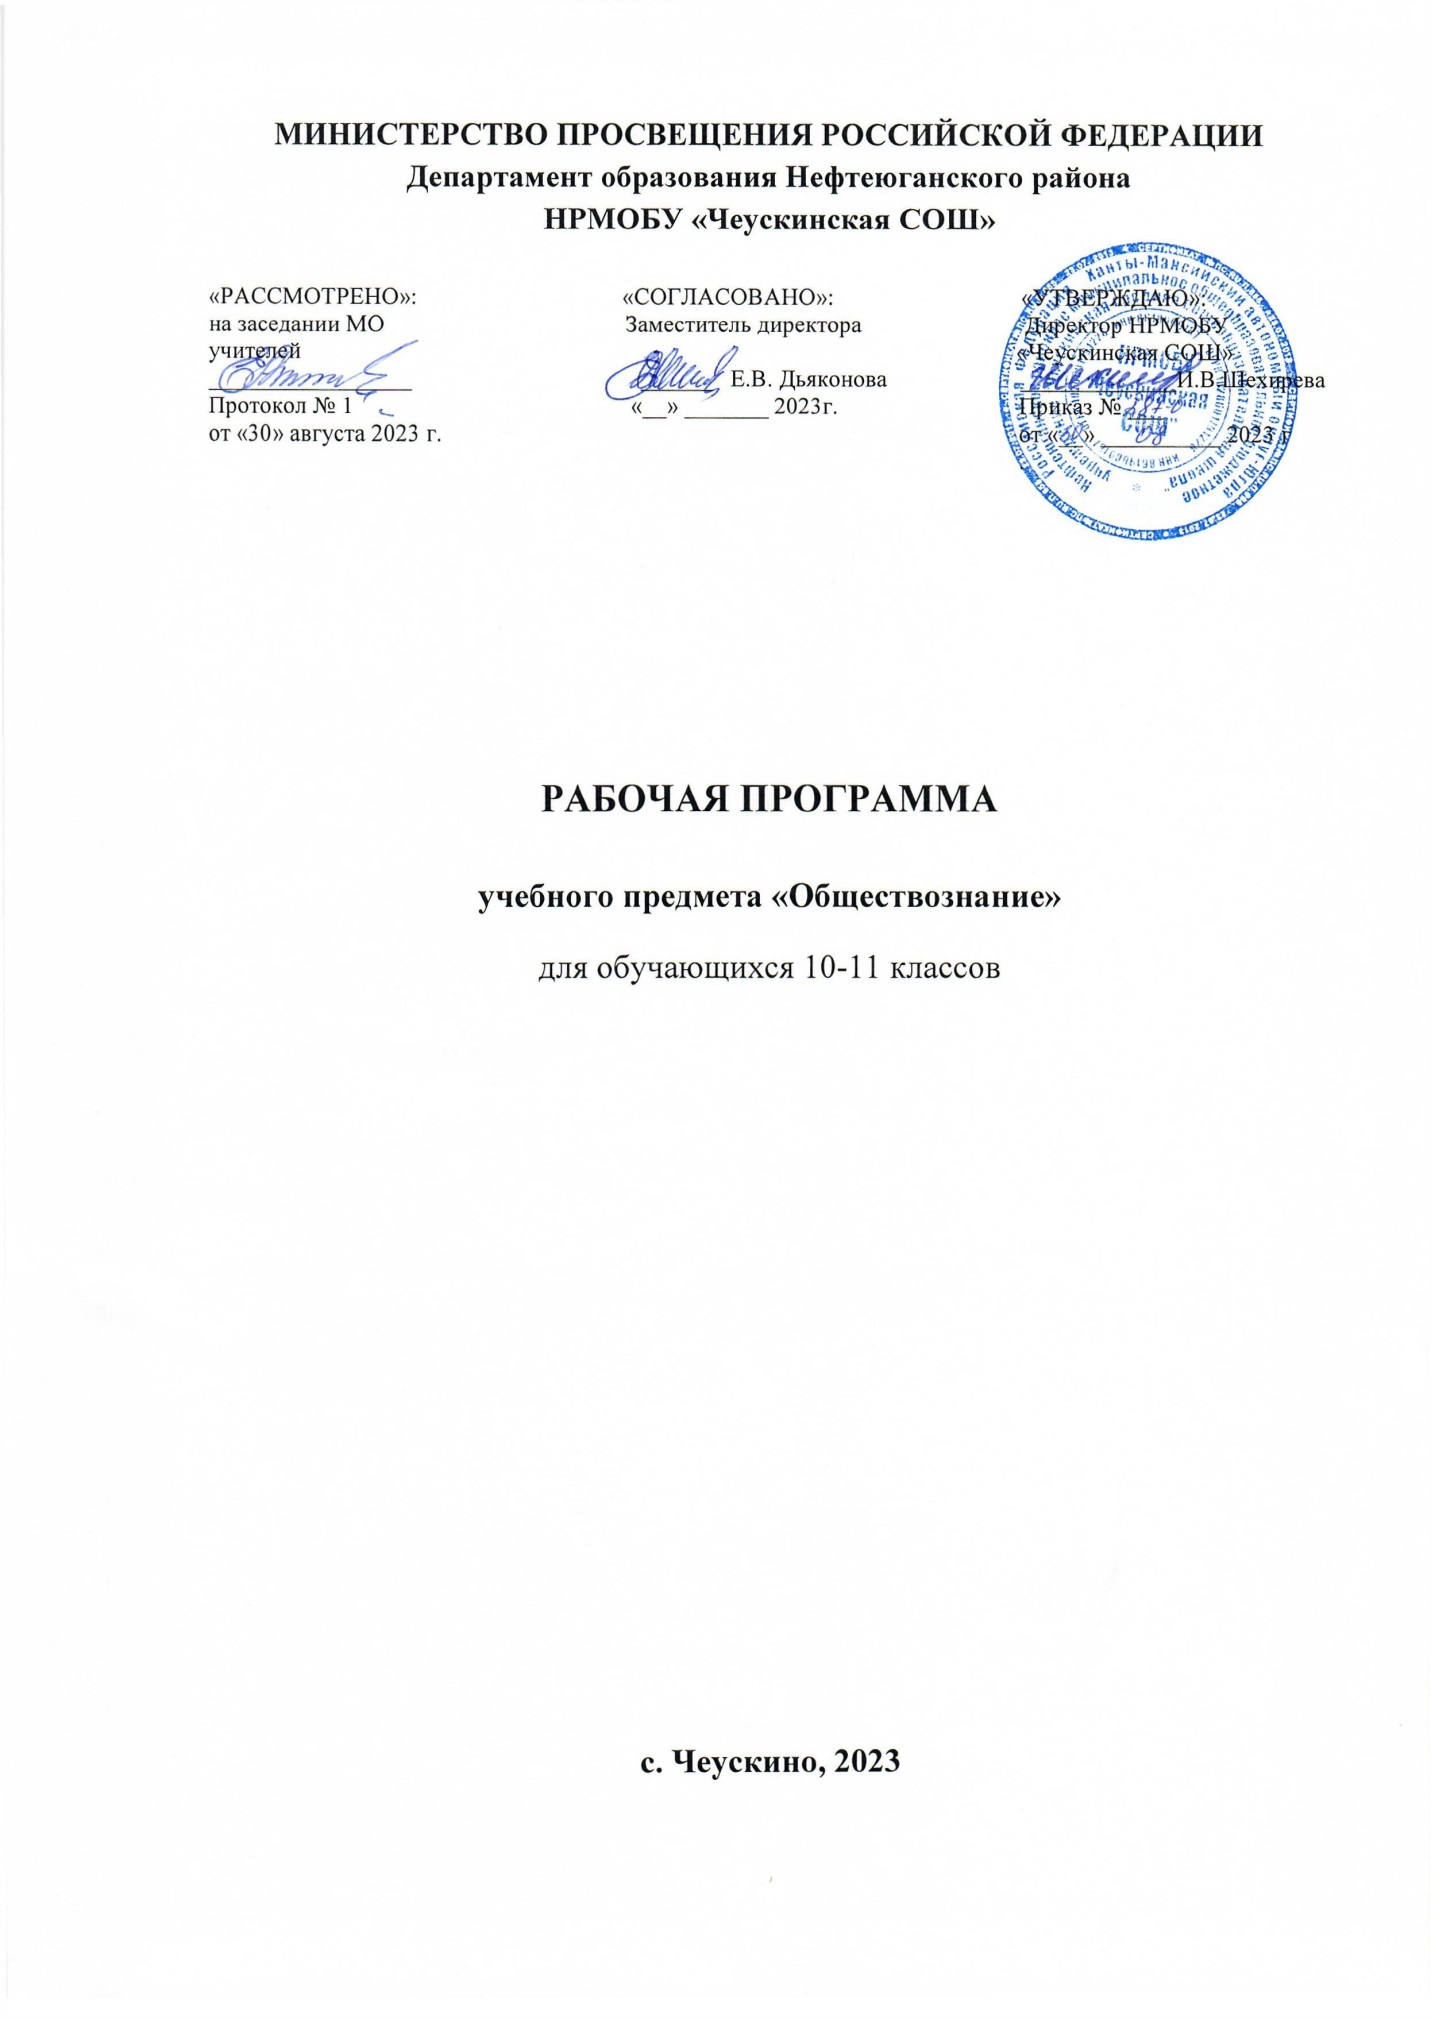 МИНИСТЕРСТВО ПРОСВЕЩЕНИЯ РОССИЙСКОЙ ФЕДЕРАЦИИ
Департамент образования Нефтеюганского района
НРМОБУ «Чеускинская СОШ»
«РАССМОТРЕНО»:
на заседании МО
учителей
Протокол № 1
от «30» августа 2023 г.
«СОГЛАСОВАНО»:
Заместитель директора
Е.В. Дьяконова
«__» _______ 2023г.
«УТВЕРЖДАЮ»:
Директор НРМОБУ
«Чеускинская СОШ»
И.В.Шехирева
Приказ №
от «30» 08 2023 г
РАБОЧАЯ ПРОГРАММА
учебного предмета «Обществознание»
для обучающихся 10-11 классов
с. Чеускино, 2023